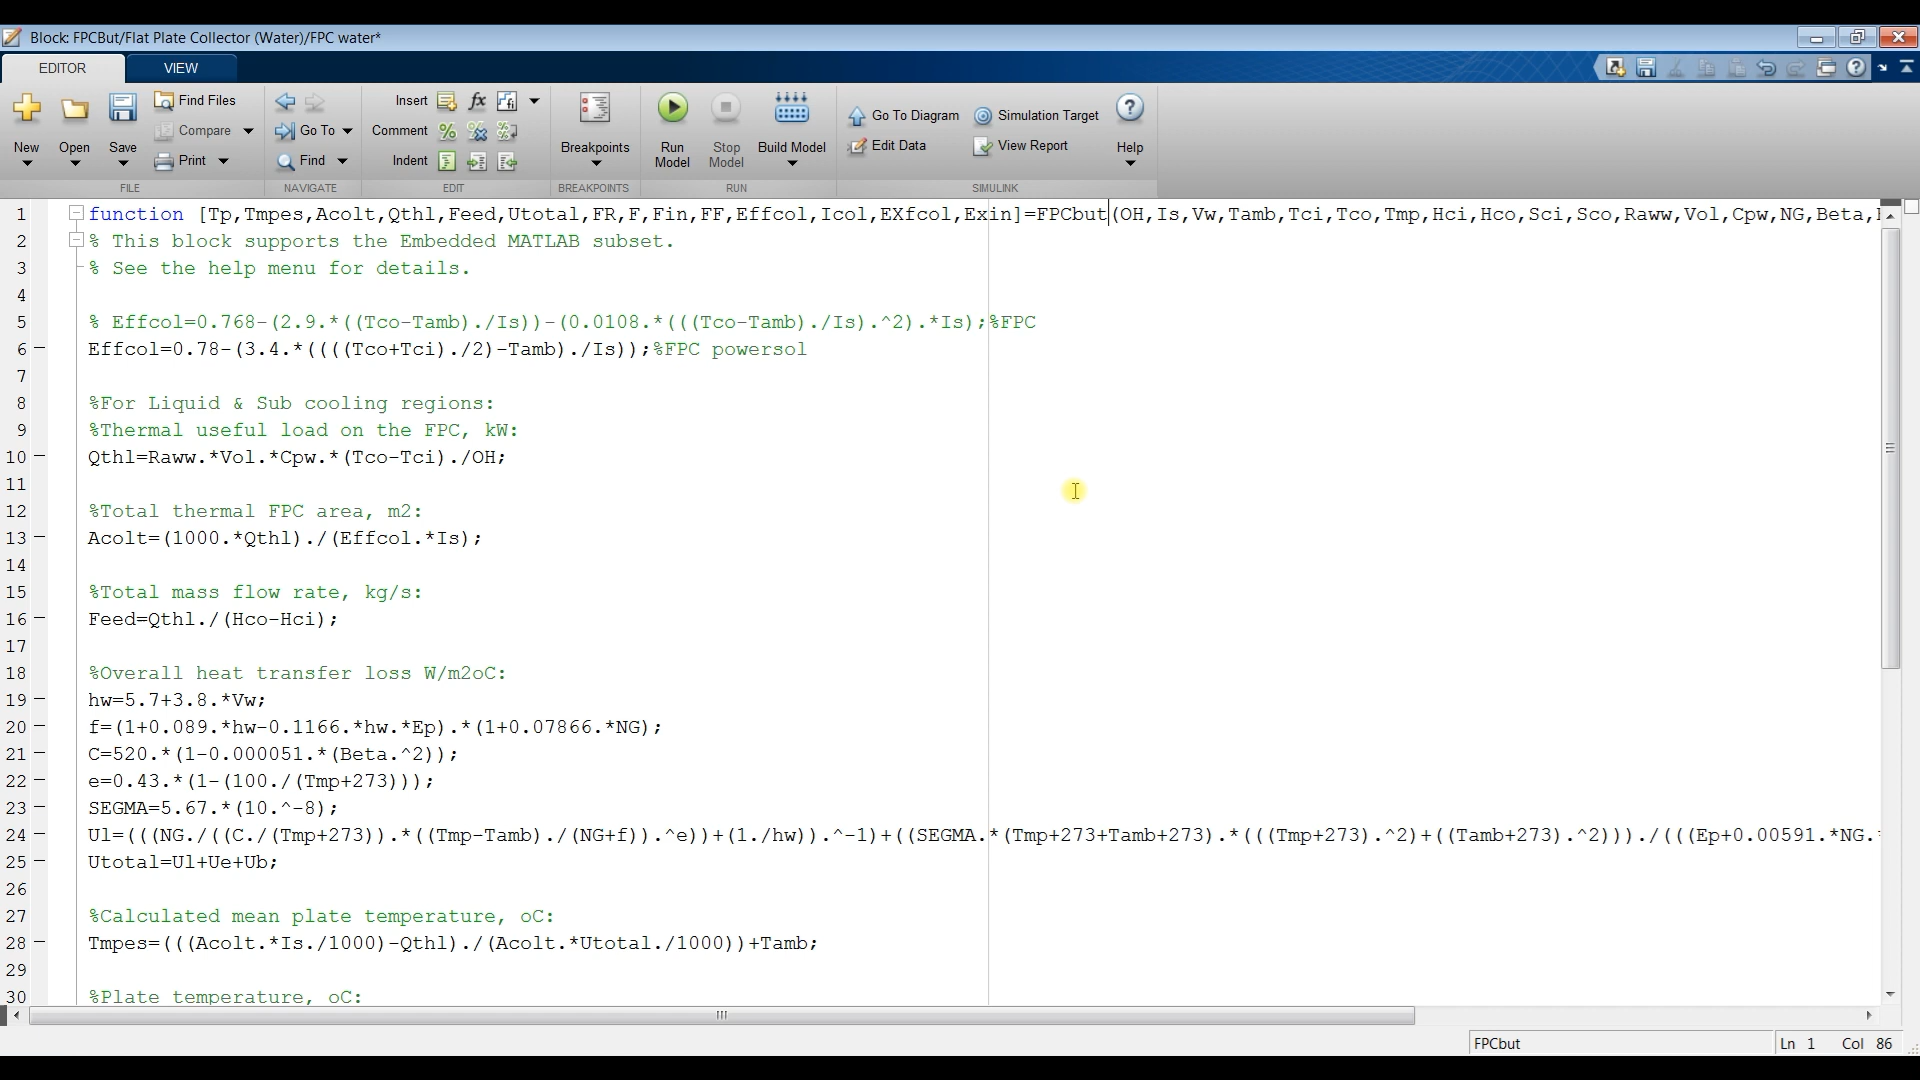 Block: FPCBut/Flat Plate Collector (Water)/FPC water*
EDITOR VIEW
Find Files Insert fx
Compare Go To Comment Go To Diagram Simulation Target
New Open Save Print Find Indent Breakpoints Run Model Stop Model Build Model Edit Data View Report Help
FILE NAVIGATE EDIT BREAKPOINTS RUN SIMULINK
1 function [Tp,Tmpes,Acolt,Qthl,Feed,Utotal,FR,F,Fin,FF,Effcol,Icol,EXfcol,Exin]=FPCbut(OH,Is,Vw,Tamb,Tci,Tco,Tmp,Hci,Hco,Sci,Sco,Raww,Vol,Cpw,NG,Beta,
2 % This block supports the Embedded MATLAB subset.
3 % See the help menu for details.
4
5 % Effcol=0.768-(2.9.*((Tco-Tamb)./Is))-(0.0108.*(((Tco-Tamb)./Is).^2).*Is);%FPC
6 Effcol=0.78-(3.4.*((((Tco+Tci)./2)-Tamb)./Is));%FPC powersol
7
8 %For Liquid & Sub cooling regions:
9 %Thermal useful load on the FPC, kW:
10 Qthl=Raww.*Vol.*Cpw.*(Tco-Tci)./OH;
11
12 %Total thermal FPC area, m2:
13 Acolt=(1000.*Qthl)./(Effcol.*Is);
14
15 %Total mass flow rate, kg/s:
16 Feed=Qthl./(Hco-Hci);
17
18 %Overall heat transfer loss W/m2oC:
19 hw=5.7+3.8.*Vw;
20 f=(1+0.089.*hw-0.1166.*hw.*Ep).*(1+0.07866.*NG);
21 C=520.*(1-0.000051.*(Beta.^2));
22 e=0.43.*(1-(100./(Tmp+273)));
23 SEGMA=5.67.*(10.^-8);
24 Ul=(((NG./((C./(Tmp+273)).*((Tmp-Tamb)./(NG+f)).^e))+(1./hw)).^-1)+((SEGMA.*(Tmp+273+Tamb+273).*(((Tmp+273).^2)+((Tamb+273).^2)))./(((Ep+0.00591.*NG.
25 Utotal=Ul+Ue+Ub;
26
27 %Calculated mean plate temperature, oC:
28 Tmpes=(((Acolt.*Is./1000)-Qthl)./(Acolt.*Utotal./1000))+Tamb;
29
30 %Plate temperature, oC:
FPCbut Ln 1 Col 86